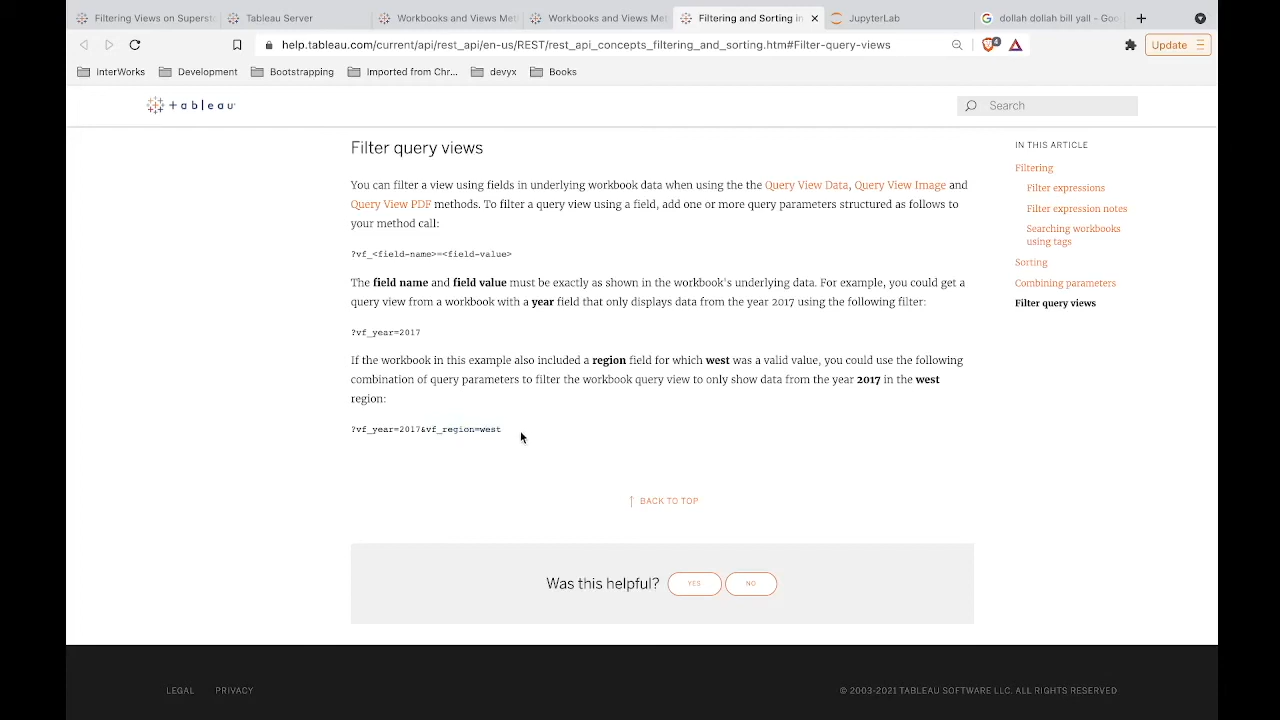 Filtering Views on Superst
Tableau Server
Workbooks and Views Met
Workbooks and Views Met
Filtering and Sorting in
JupyterLab
dollah dollah bill yall - Goo
help.tableau.com/current/api/rest_api/en-us/REST/rest_api_concepts_filtering_and_sorting.htm#Filter-query-views
4
Update
InterWorks
Development
Bootstrapping
Imported from Chr...
devyx
Books
tableau
Search
Filter query views
You can filter a view using fields in underlying workbook data when using the the Query View Data, Query View Image and
Query View PDF methods. To filter a query view using a field, add one or more query parameters structured as follows to
your method call:
?vf_<field-name>=<field-value>
The field name and field value must be exactly as shown in the workbook's underlying data. For example, you could get a
query view from a workbook with a year field that only displays data from the year 2017 using the following filter:
?vf_year=2017
If the workbook in this example also included a region field for which west was a valid value, you could use the following
combination of query parameters to filter the workbook query view to only show data from the year 2017 in the west
region:
?vf_year=2017&vf_region=west
IN THIS ARTICLE
Filtering
Filter expressions
Filter expression notes
Searching workbooks
using tags
Sorting
Combining parameters
Filter query views
BACK TO TOP
Was this helpful?
YES
NO
LEGAL
PRIVACY
© 2003-2021 TABLEAU SOFTWARE LLC. ALL RIGHTS RESERVED